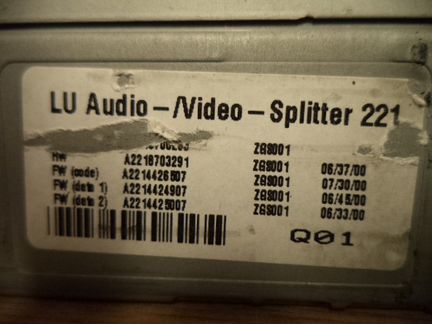 LU Audio-/Video-Splitter 221
ZGS001
HW A2218703291 ZGS001 06/37/00
FW (code) A2214426507 ZGS001 07/30/00
FW (data 1) A2214424907 ZGS001 06/45/00
FW (data 2) A2214425007 ZGS001 06/33/00
Q01